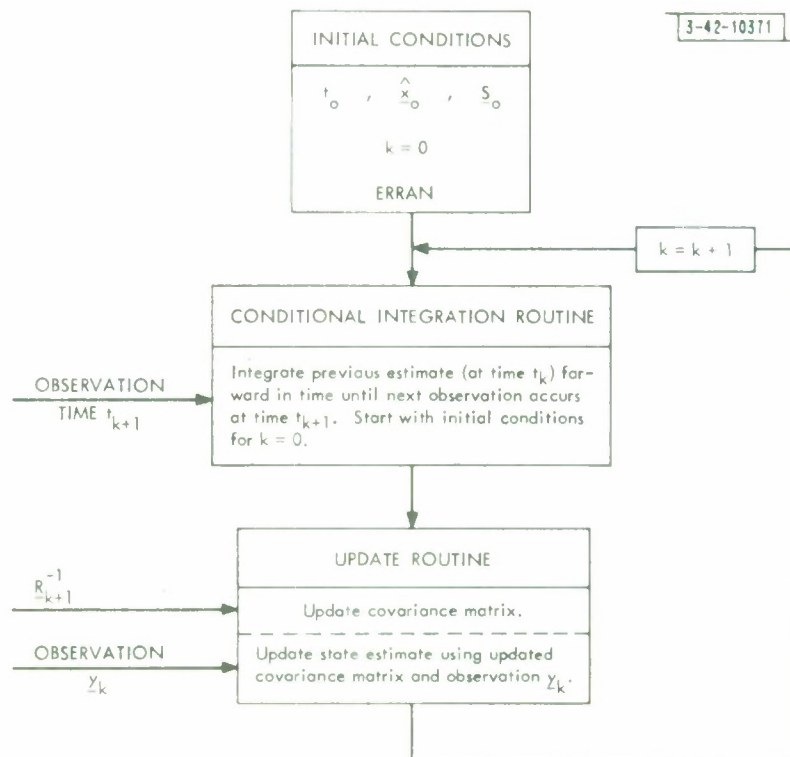 3-42-10371
INITIAL CONDITIONS
t_o , x̂_o , S_o
k = 0
ERRAN
k = k + 1
CONDITIONAL INTEGRATION ROUTINE
Integrate previous estimate (at time t_k) for-
ward in time until next observation occurs
at time t_{k+1}. Start with initial conditions
for k = 0.
OBSERVATION
TIME t_{k+1}
UPDATE ROUTINE
R^{-1}_{k+1}
Update covariance matrix.
OBSERVATION
y_k
Update state estimate using updated
covariance matrix and observation y_k.